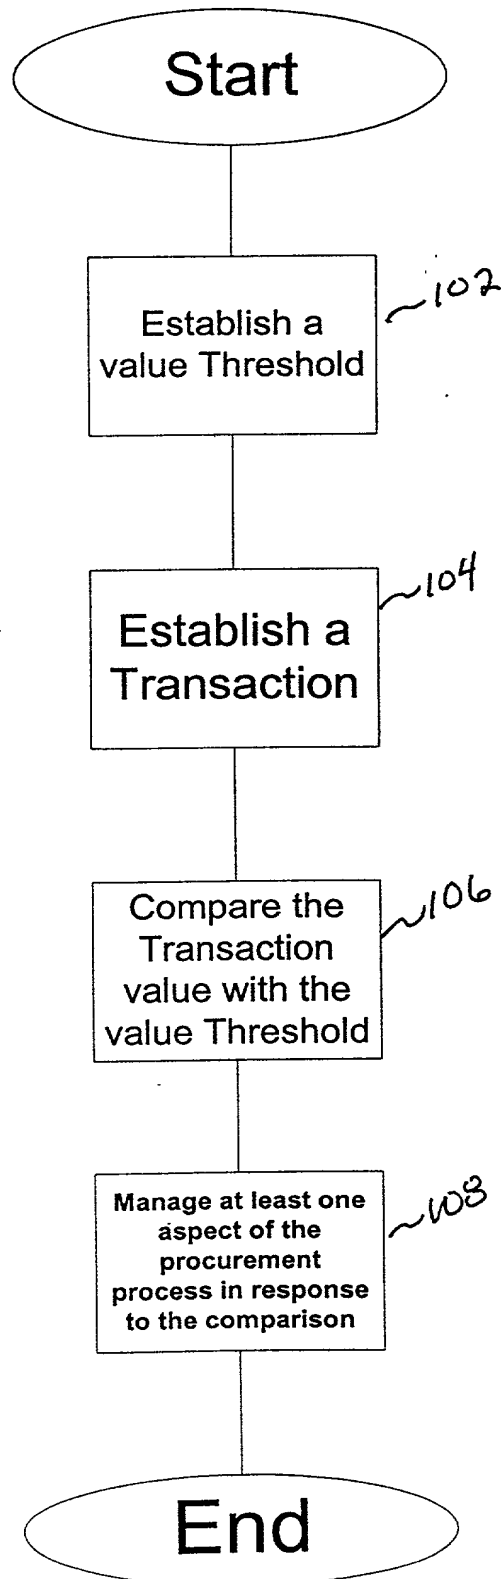 Start
102
Establish a
value Threshold
104
Establish a
Transaction
106
Compare the
Transaction
value with the
value Threshold
108
Manage at least one
aspect of the
procurement
process in response
to the comparison
End